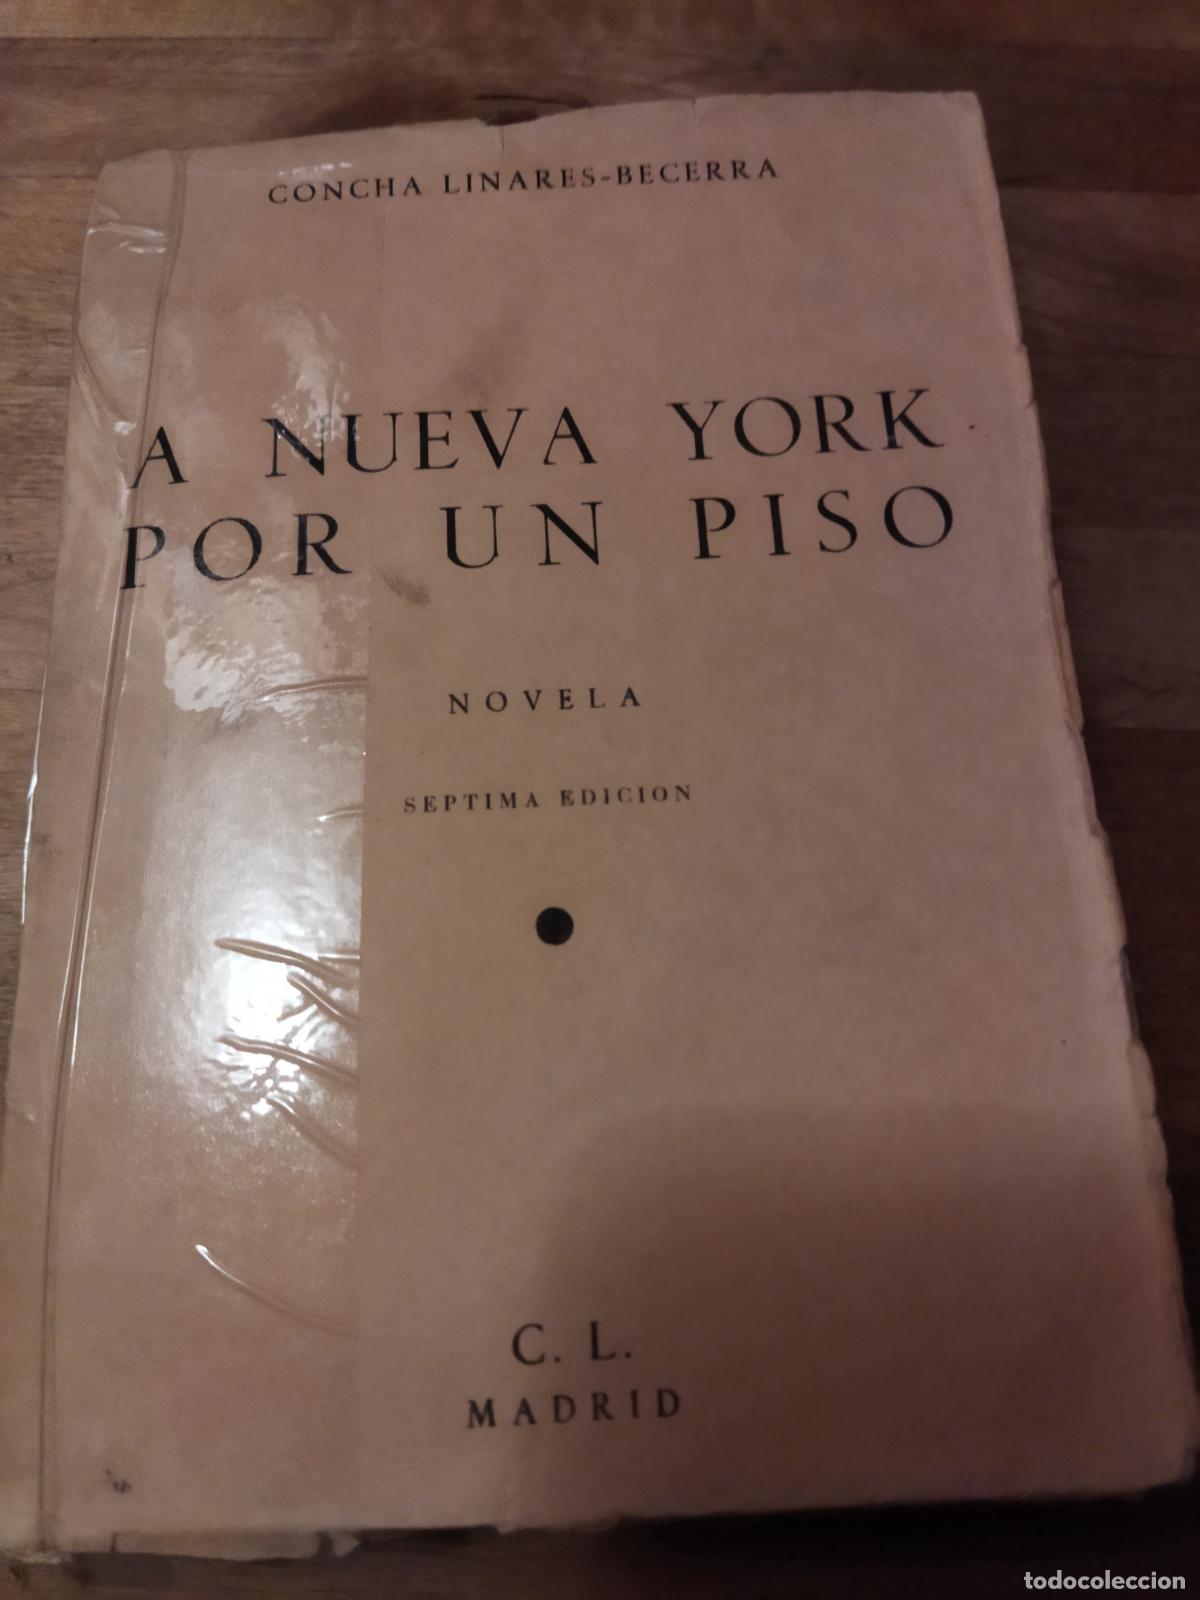 CONCHA LINARES-BECERRA
A NUEVA YORK
POR UN PISO
NOVELA
SEPTIMA EDICION
C. L.
MADRID
todocoleccion